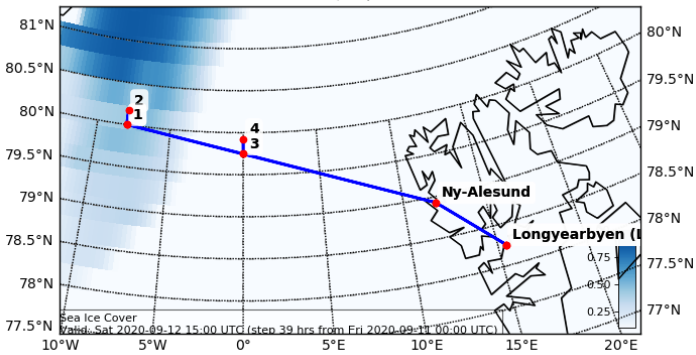 81°N
80.5°N
80°N
79.5°N
79°N
78.5°N
78°N
77.5°N
80°N
79.5°N
79°N
78.5°N
78°N
77.5°N
77°N
2
1
4
3
Ny-Alesund
Longyearbyen (L
0.75
0.25
Sea Ice Cover
Valid: Sat 2020-09-12 15:00 UTC (step 39 hrs from Fri 2020-09-11 00:00 UTC)
10°W 5°W 0° 5°E 10°E 15°E 20°E